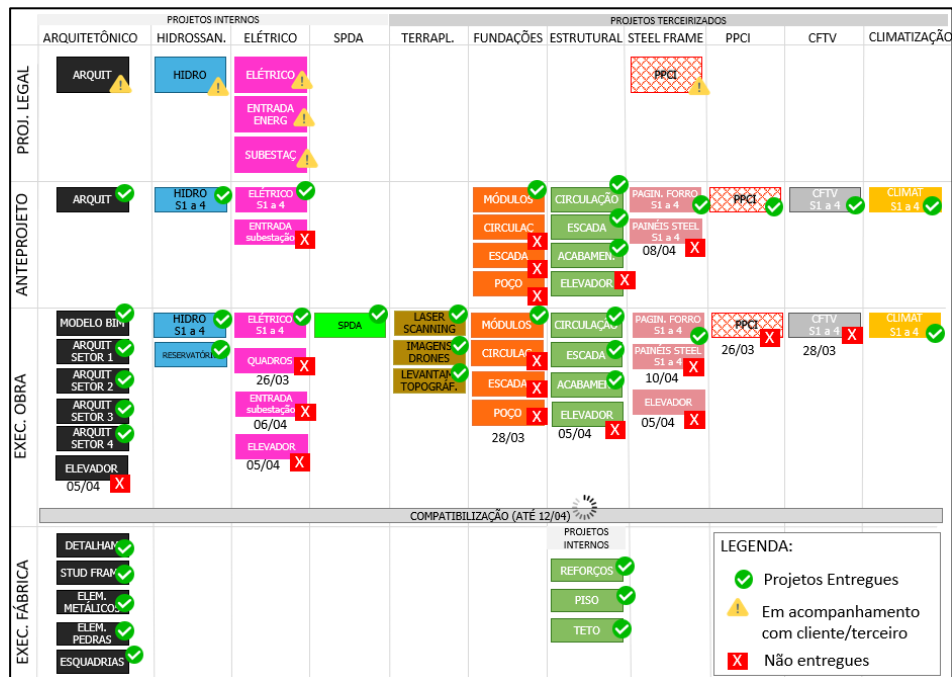 PROJETOS INTERNOS
PROJETOS TERCEIRIZADOS
ARQUITETÔNICO
HIDROSSAN.
ELÉTRICO
SPDA
TERRAPL.
FUNDAÇÕES
ESTRUTURAL
STEEL FRAME
PPCI
CFTV
CLIMATIZAÇÃO
PROJ. LEGAL
ARQUIT
HIDRO
ELÉTRICO
ENTRADA
ENERG
SUBESTAÇ
PPCI
ANTEPROJETO
ARQUIT
HIDRO
S1 a 4
ELÉTRICO
S1 a 4
ENTRADA
subestação
MÓDULOS
CIRCULAC
ESCADA
POÇO
CIRCULAÇÃO
ESCADA
ACABAMEN.
ELEVADOR
PAGIN. FORRO
S1 a 4
PAINÉIS STEEL
S1 a 4
08/04
PPCI
CFTV
S1 a 4
CLIMAT
S1 a 4
EXEC. OBRA
MODELO BIM
ARQUIT
SETOR 1
ARQUIT
SETOR 2
ARQUIT
SETOR 3
ARQUIT
SETOR 4
ELEVADOR
05/04
HIDRO
S1 a 4
RESERVATÓRIO
ELÉTRICO
S1 a 4
QUADROS
26/03
ENTRADA
subestação
06/04
ELEVADOR
05/04
SPDA
LASER
SCANNING
IMAGENS
DRONES
LEVANTAM
TOPOGRÁF.
MÓDULOS
CIRCULAC
ESCADA
POÇO
28/03
CIRCULAÇÃO
ESCADA
ACABAMEN
ELEVADOR
05/04
PAGIN. FORRO
S1 a 4
PAINÉIS STEEL
S1 a 4
10/04
ELEVADOR
05/04
PPCI
26/03
CFTV
S1 a 4
28/03
CLIMAT
S1 a 4
COMPATIBILIZAÇÃO (ATÉ 12/04)
EXEC. FÁBRICA
DETALHAM
STUD FRAM
ELEM.
METÁLICOS
ELEM.
PEDRAS
ESQUADRIAS
PROJETOS
INTERNOS
REFORÇOS
PISO
TETO
LEGENDA:
Projetos Entregues
Em acompanhamento
com cliente/terceiro
X Não entregues